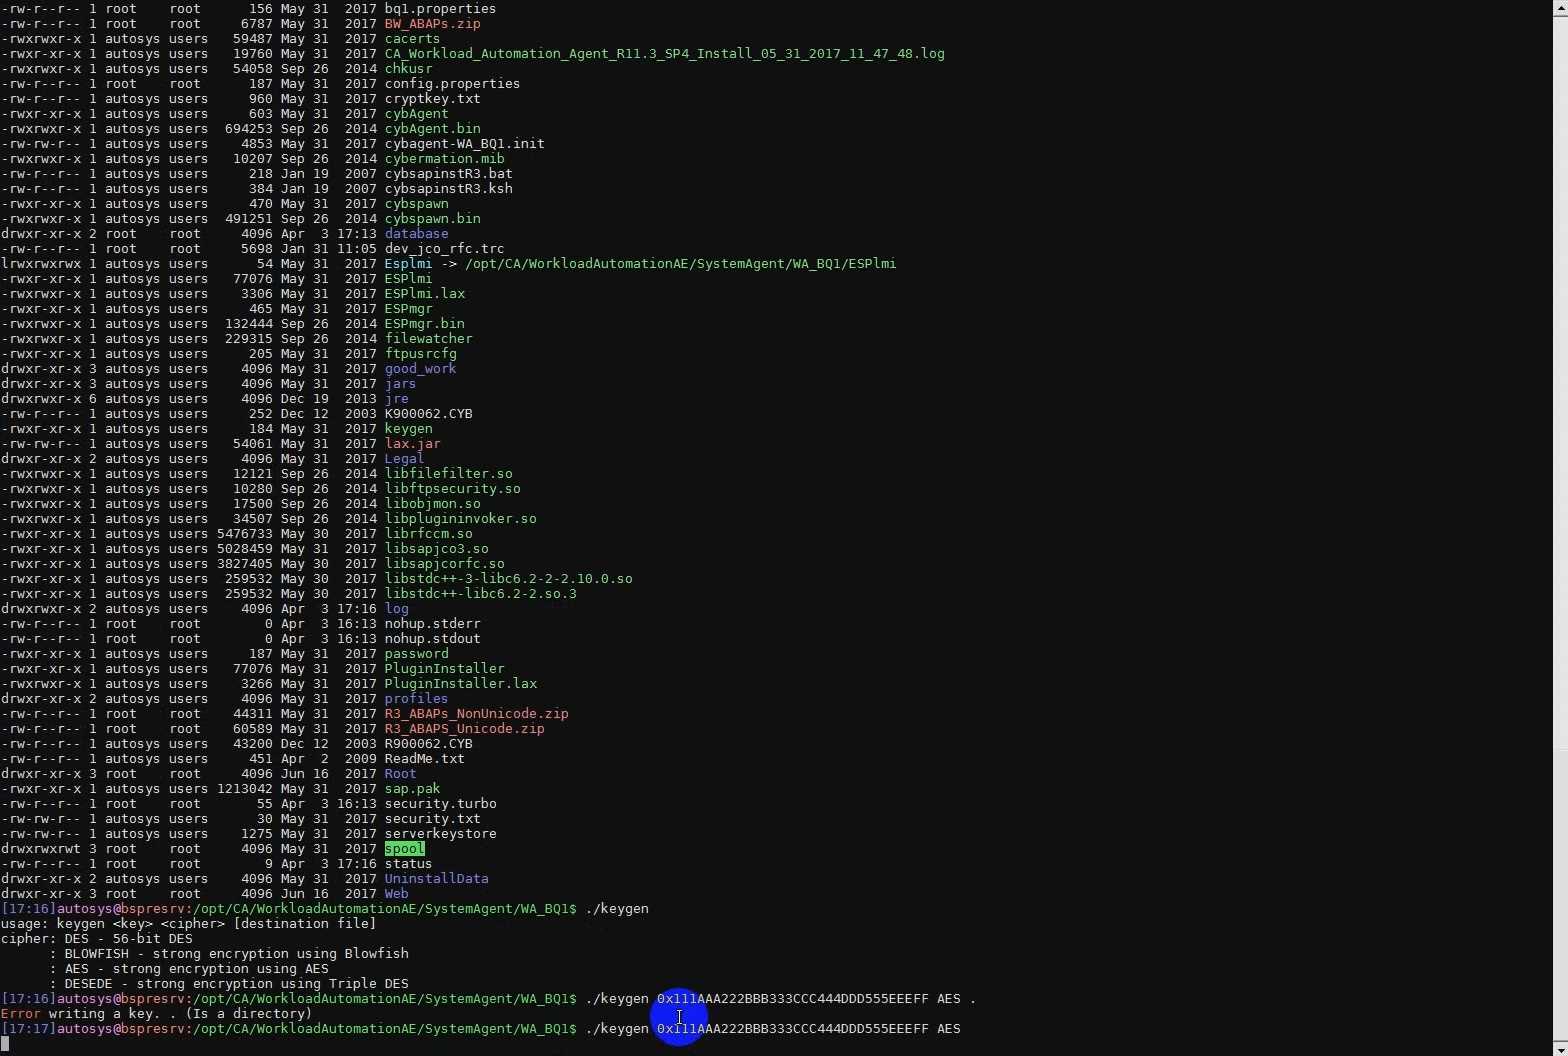 -rw-r--r-- 1 root    root      156 May 31  2017 bq1.properties
-rw-r--r-- 1 root    root     6787 May 31  2017 BW_ABAPs.zip
-rwxrwxr-x 1 autosys users   59487 May 31  2017 cacerts
-rwxr-xr-x 1 autosys users   19760 May 31  2017 CA_Workload_Automation_Agent_R11.3_SP4_Install_05_31_2017_11_47_48.log
-rwxrwxr-x 1 autosys users   54058 Sep 26  2014 chkusr
-rw-r--r-- 1 root    root      187 May 31  2017 config.properties
-rw-r--r-- 1 autosys users     960 May 31  2017 cryptkey.txt
-rwxr-xr-x 1 autosys users     603 May 31  2017 cybAgent
-rwxrwxr-x 1 autosys users  694253 Sep 26  2014 cybAgent.bin
-rw-rw-r-- 1 autosys users    4853 May 31  2017 cybagent-WA_BQ1.init
-rwxrwxr-x 1 autosys users   10207 Sep 26  2014 cybermation.mib
-rw-r--r-- 1 autosys users     218 Jan 19  2007 cybsapinstR3.bat
-rw-r--r-- 1 autosys users     384 Jan 19  2007 cybsapinstR3.ksh
-rwxr-xr-x 1 autosys users     470 May 31  2017 cybspawn
-rwxrwxr-x 1 autosys users  491251 Sep 26  2014 cybspawn.bin
drwxr-xr-x 2 root    root     4096 Apr  3 17:13 database
-rw-r--r-- 1 root    root     5698 Jan 31 11:05 dev_jco_rfc.trc
lrwxrwxrwx 1 autosys users      54 May 31  2017 Esplmi -> /opt/CA/WorkloadAutomationAE/SystemAgent/WA_BQ1/ESPlmi
-rwxr-xr-x 1 autosys users   77076 May 31  2017 ESPlmi
-rwxrwxr-x 1 autosys users    3306 May 31  2017 ESPlmi.lax
-rwxr-xr-x 1 autosys users     465 May 31  2017 ESPmgr
-rwxrwxr-x 1 autosys users  132444 Sep 26  2014 ESPmgr.bin
-rwxrwxr-x 1 autosys users  229315 Sep 26  2014 filewatcher
-rwxr-xr-x 1 autosys users     205 May 31  2017 ftpusrcfg
drwxr-xr-x 3 autosys users    4096 May 31  2017 good_work
drwxr-xr-x 3 autosys users    4096 May 31  2017 jars
drwxrwxr-x 6 autosys users    4096 Dec 19  2013 jre
-rw-r--r-- 1 autosys users     252 Dec 12  2003 K900062.CYB
-rwxr-xr-x 1 autosys users     184 May 31  2017 keygen
-rw-rw-r-- 1 autosys users   54061 May 31  2017 lax.jar
drwxr-xr-x 2 autosys users    4096 May 31  2017 Legal
-rwxrwxr-x 1 autosys users   12121 Sep 26  2014 libfilefilter.so
-rwxrwxr-x 1 autosys users   10280 Sep 26  2014 libftpsecurity.so
-rwxrwxr-x 1 autosys users   17500 Sep 26  2014 libobjmon.so
-rwxrwxr-x 1 autosys users   34507 Sep 26  2014 libplugininvoker.so
-rwxr-xr-x 1 autosys users 5476733 May 30  2017 librfccm.so
-rwxr-xr-x 1 autosys users 5028459 May 31  2017 libsapjco3.so
-rwxr-xr-x 1 autosys users 3827405 May 30  2017 libsapjcorfc.so
-rwxr-xr-x 1 autosys users  259532 May 30  2017 libstdc++-3-libc6.2-2-2.10.0.so
-rwxr-xr-x 1 autosys users  259532 May 30  2017 libstdc++-libc6.2-2.so.3
drwxrwxr-x 2 autosys users    4096 Apr  3 17:16 log
-rw-r--r-- 1 root    root        0 Apr  3 16:13 nohup.stderr
-rw-r--r-- 1 root    root        0 Apr  3 16:13 nohup.stdout
-rwxr-xr-x 1 autosys users     187 May 31  2017 password
-rwxr-xr-x 1 autosys users   77076 May 31  2017 PluginInstaller
-rwxrwxr-x 1 autosys users    3266 May 31  2017 PluginInstaller.lax
drwxr-xr-x 2 autosys users    4096 May 31  2017 profiles
-rw-r--r-- 1 root    root    44311 May 31  2017 R3_ABAPs_NonUnicode.zip
-rw-r--r-- 1 root    root    60589 May 31  2017 R3_ABAPS_Unicode.zip
-rw-r--r-- 1 autosys users   43200 Dec 12  2003 R900062.CYB
-rw-r--r-- 1 autosys users     451 Apr  2  2009 ReadMe.txt
drwxr-xr-x 3 root    root     4096 Jun 16  2017 Root
-rwxr-xr-x 1 autosys users 1213042 May 31  2017 sap.pak
-rw-r--r-- 1 root    root       55 Apr  3 16:13 security.turbo
-rw-rw-r-- 1 autosys users      30 May 31  2017 security.txt
-rw-rw-r-- 1 autosys users    1275 May 31  2017 serverkeystore
drwxrwxrwt 3 root    root     4096 May 31  2017 spool
-rw-r--r-- 1 root    root        9 Apr  3 17:16 status
drwxr-xr-x 2 autosys users    4096 May 31  2017 UninstallData
drwxr-xr-x 3 root    root     4096 Jun 16  2017 Web
[17:16]autosys@bspresrv:/opt/CA/WorkloadAutomationAE/SystemAgent/WA_BQ1$ ./keygen
usage: keygen <key> <cipher> [destination file]
cipher: DES - 56-bit DES
      : BLOWFISH - strong encryption using Blowfish
      : AES - strong encryption using AES
      : DESEDE - strong encryption using Triple DES
[17:16]autosys@bspresrv:/opt/CA/WorkloadAutomationAE/SystemAgent/WA_BQ1$ ./keygen 0x111AAA222BBB333CCC444DDD555EEEFF AES .
Error writing a key. . (Is a directory)
[17:17]autosys@bspresrv:/opt/CA/WorkloadAutomationAE/SystemAgent/WA_BQ1$ ./keygen 0x111AAA222BBB333CCC444DDD555EEEFF AES